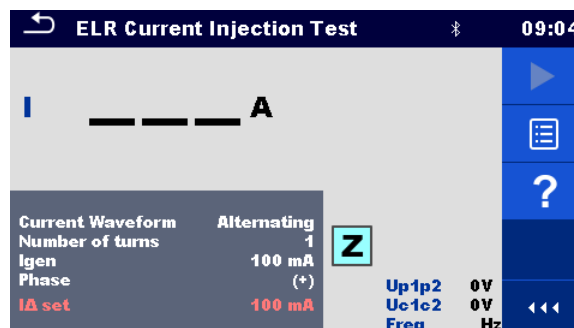 ELR Current Injection Test 09:04
I ___ A
?
Current Waveform Alternating
Number of turns 1
Igen 100 mA
Phase (+)
IΔ set 100 mA
Z
Up1p2 0V
Uc1c2 0V
Freq Hz